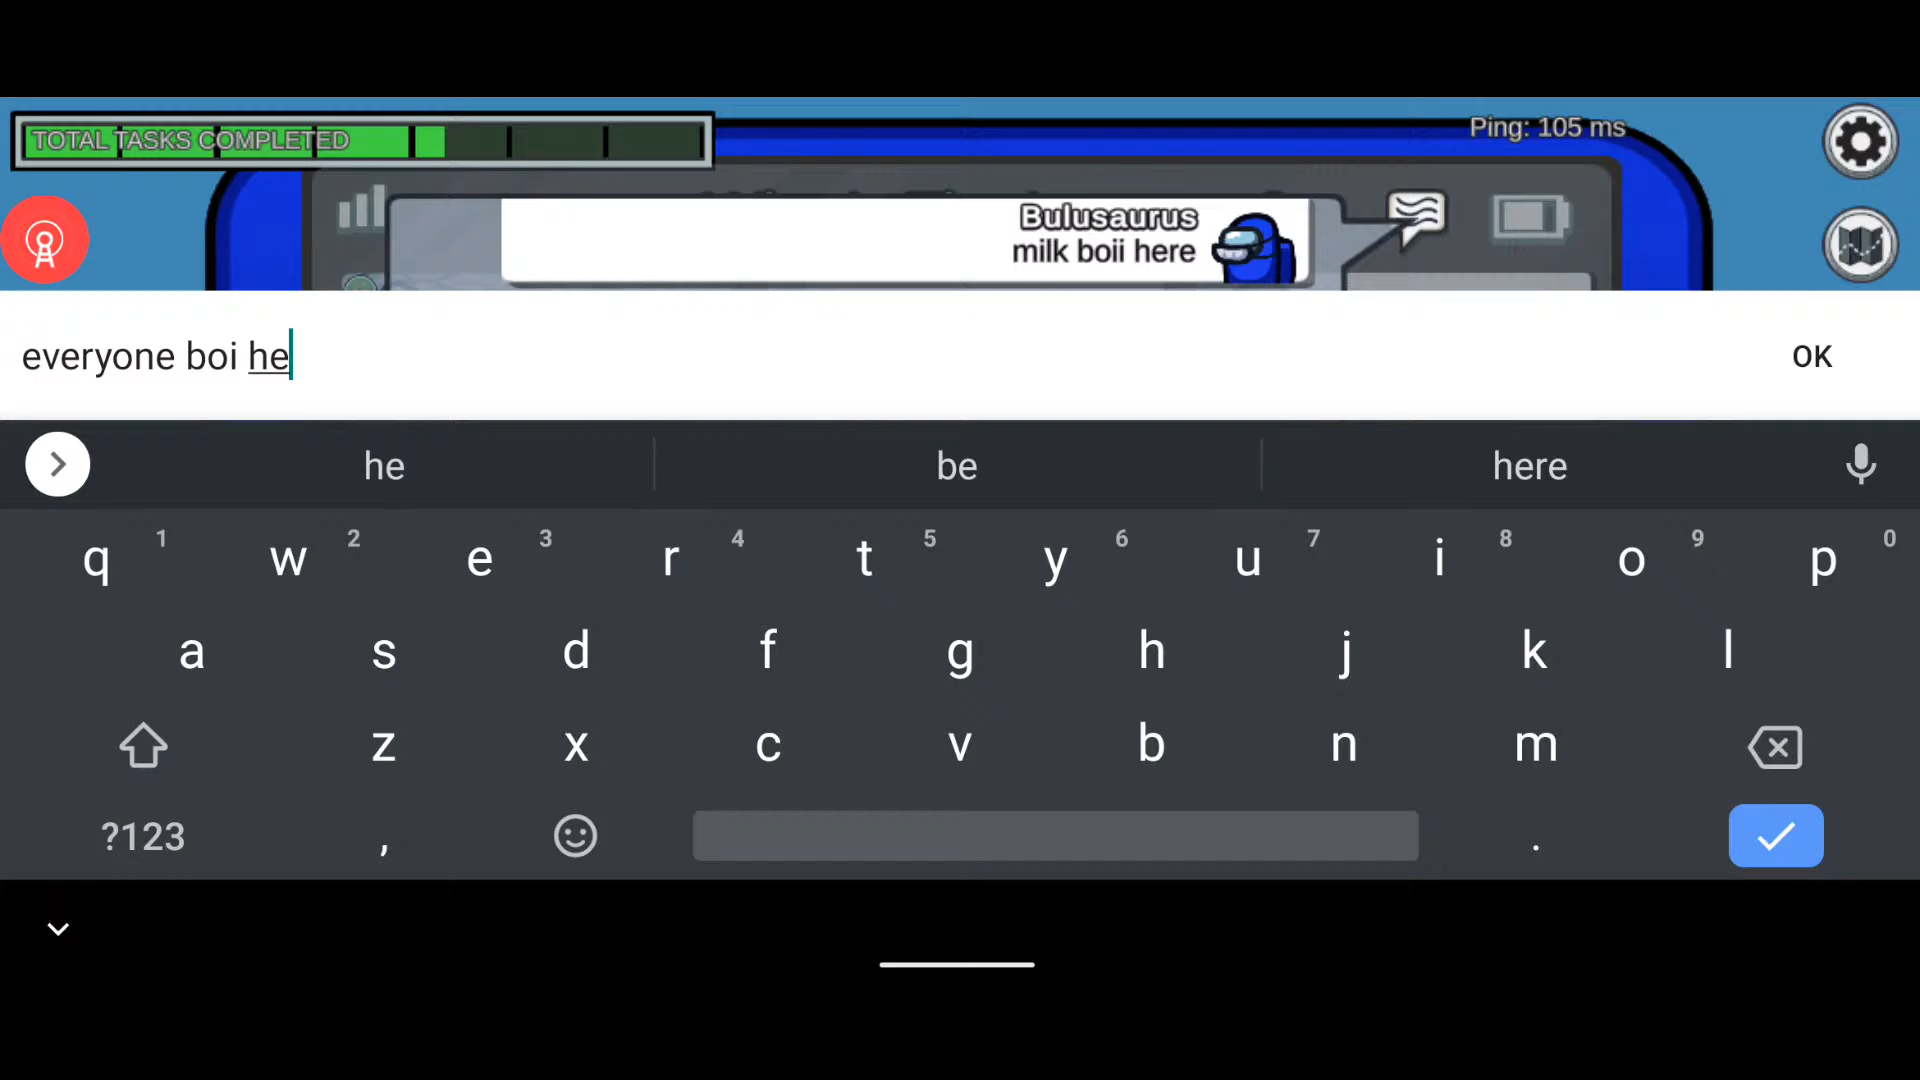 TOTAL TASKS COMPLETED
Ping: 105 ms
Bulusaurus
milk boii here
everyone boi he
OK
he be here
q 1 w 2 e 3 r 4 t 5 y 6 u 7 i 8 o 9 p 0
a s d f g h j k l
z x c v b n m
?123 , .